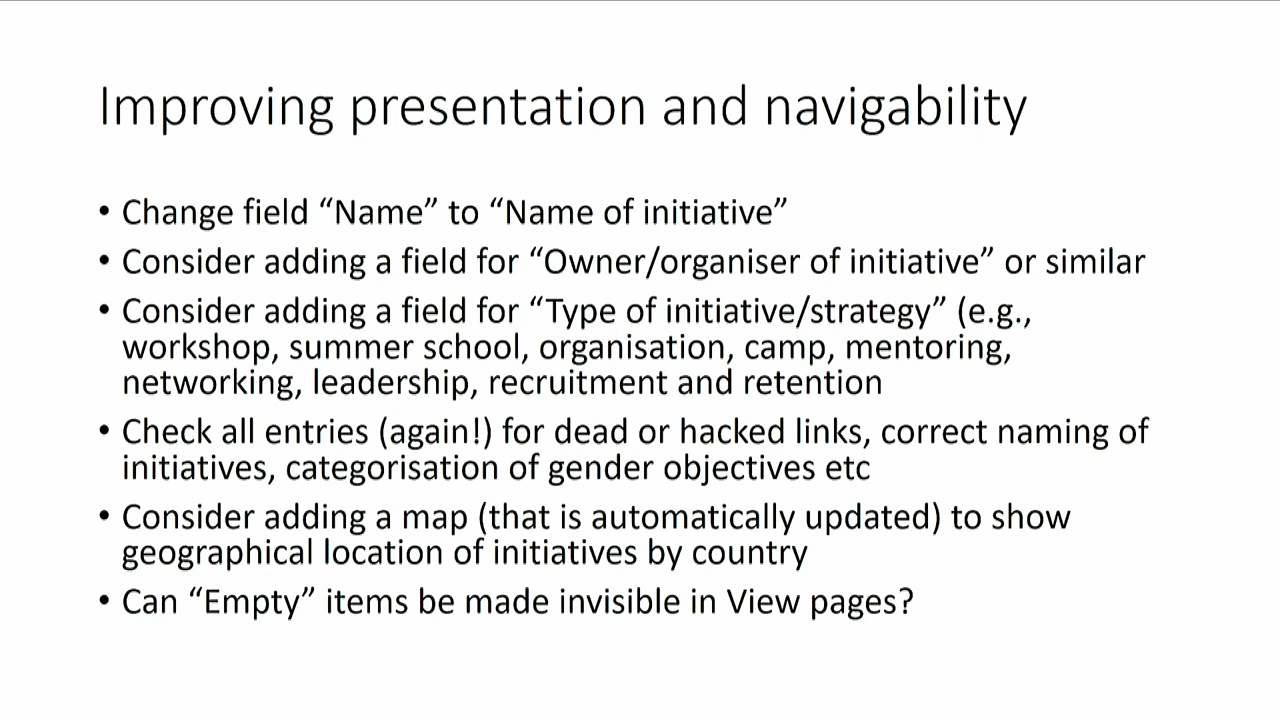 Improving presentation and navigability
• Change field “Name” to “Name of initiative”
• Consider adding a field for “Owner/organiser of initiative” or similar
• Consider adding a field for “Type of initiative/strategy” (e.g.,
workshop, summer school, organisation, camp, mentoring,
networking, leadership, recruitment and retention
• Check all entries (again!) for dead or hacked links, correct naming of
initiatives, categorisation of gender objectives etc
• Consider adding a map (that is automatically updated) to show
geographical location of initiatives by country
• Can “Empty” items be made invisible in View pages?